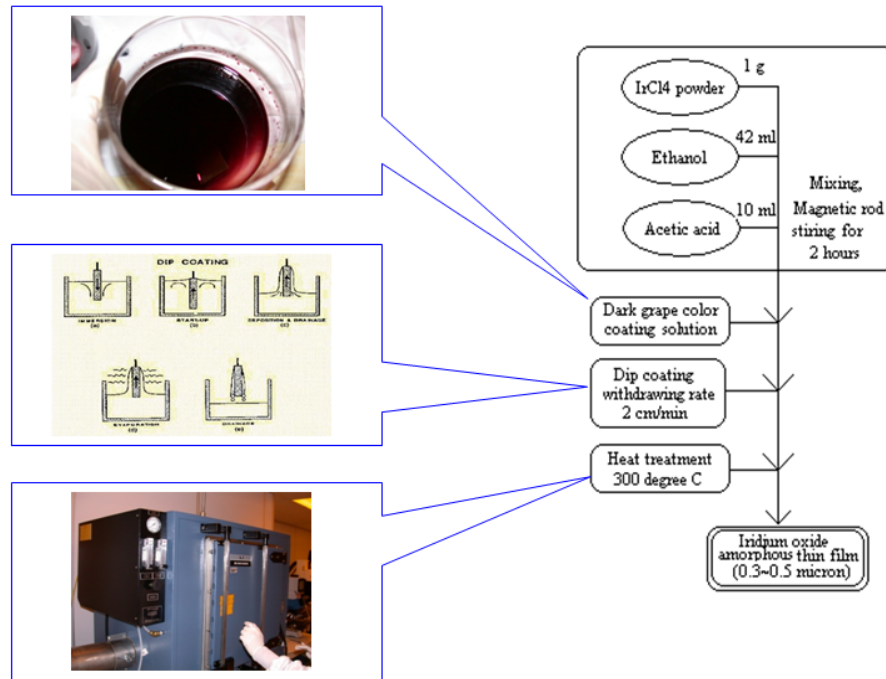 1 g
IrCl4 powder
42 ml
Ethanol
10 ml
Acetic acid
Mixing,
Magnetic rod
stiring for
2 hours
Dark grape color
coating solution
Dip coating
withdrawing rate
2 cm/min
Heat treatment
300 degree C
Iridium oxide
amorphous thin film
(0.3~0.5 micron)
DIP COATING
IMMERSION
(a)
START-UP
(b)
DEPOSITION & DRAINAGE
(c)
EVAPORATION
(d)
DRAINAGE
(e)